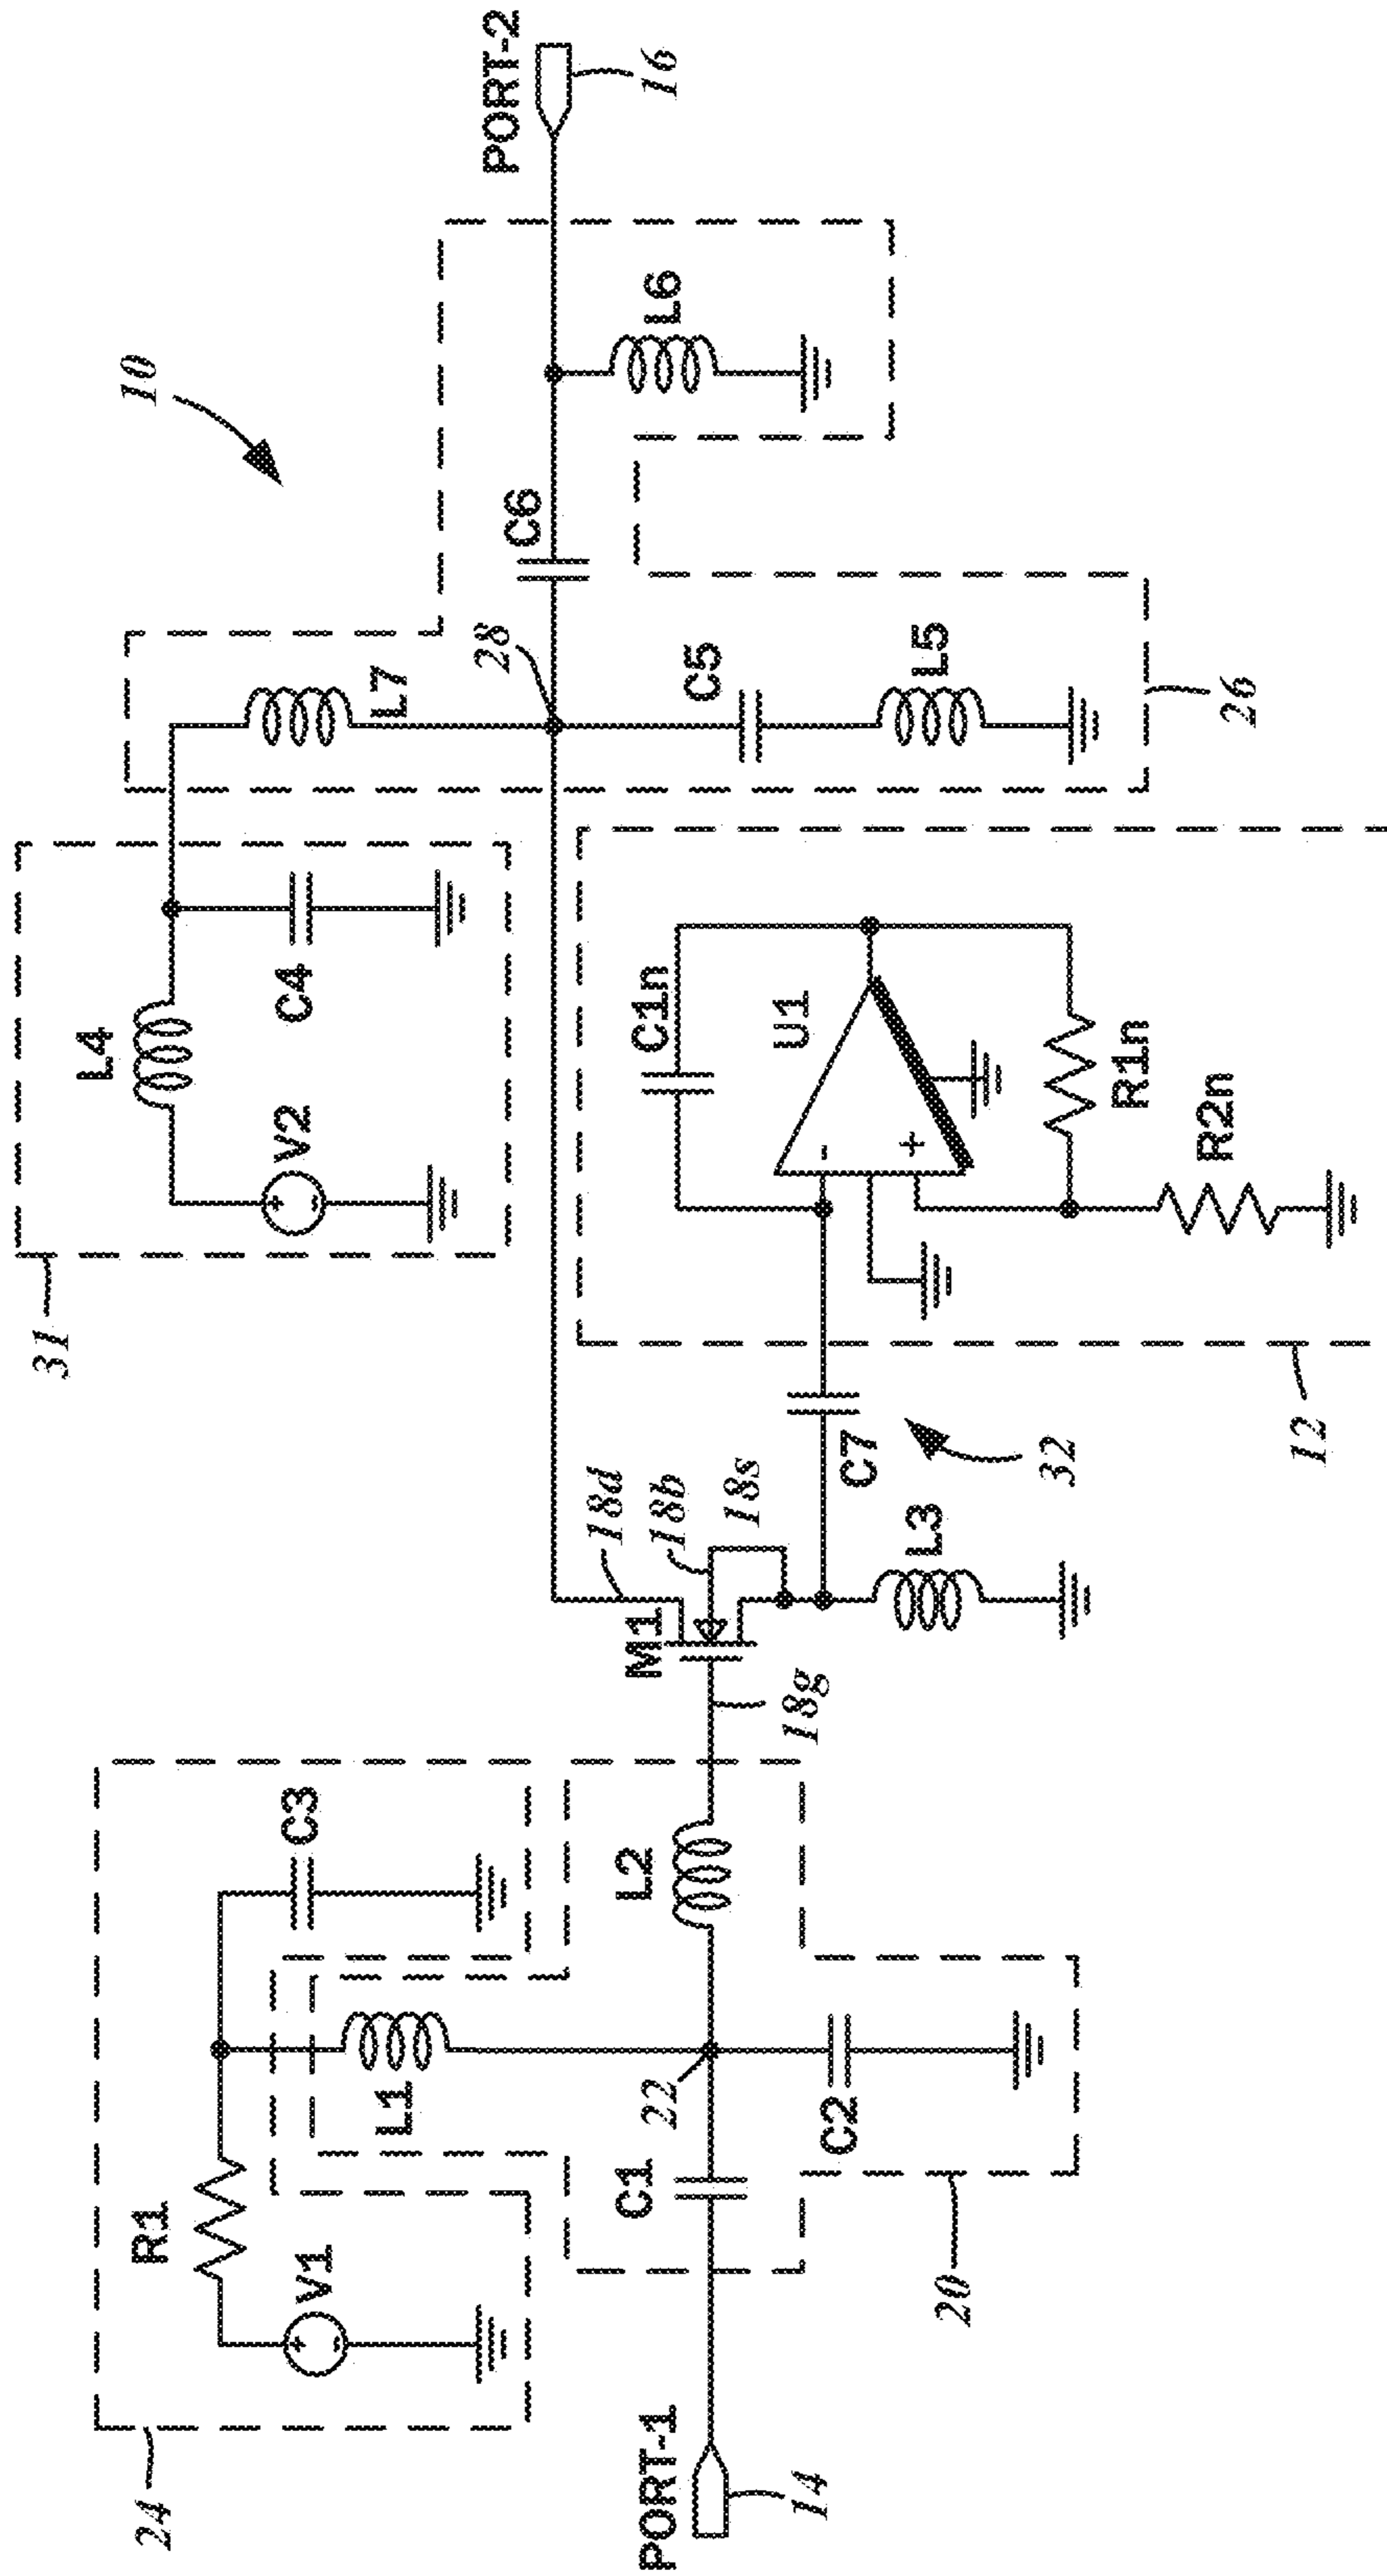 10
31
L4
V2
C4
L7
28
C6
PORT-2
16
L6
C5
L5
26
24
R1
V1
C3
L1
22
PORT-1
14
C1
C2
20
L2
M1
18g
18d
18b
18s
L3
C7
32
12
C1n
U1
-
+
R1n
R2n